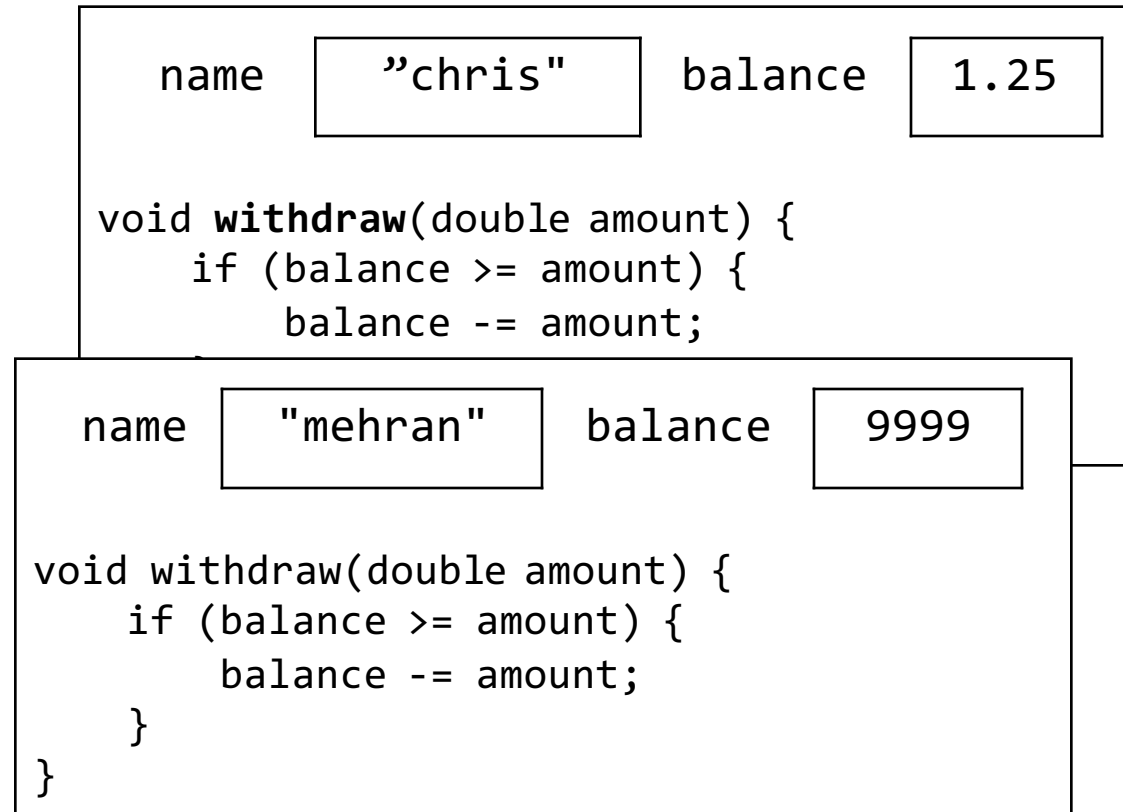 name ”chris" balance 1.25
void withdraw(double amount) {
    if (balance >= amount) {
        balance -= amount;
name "mehran" balance 9999
void withdraw(double amount) {
    if (balance >= amount) {
        balance -= amount;
    }
}